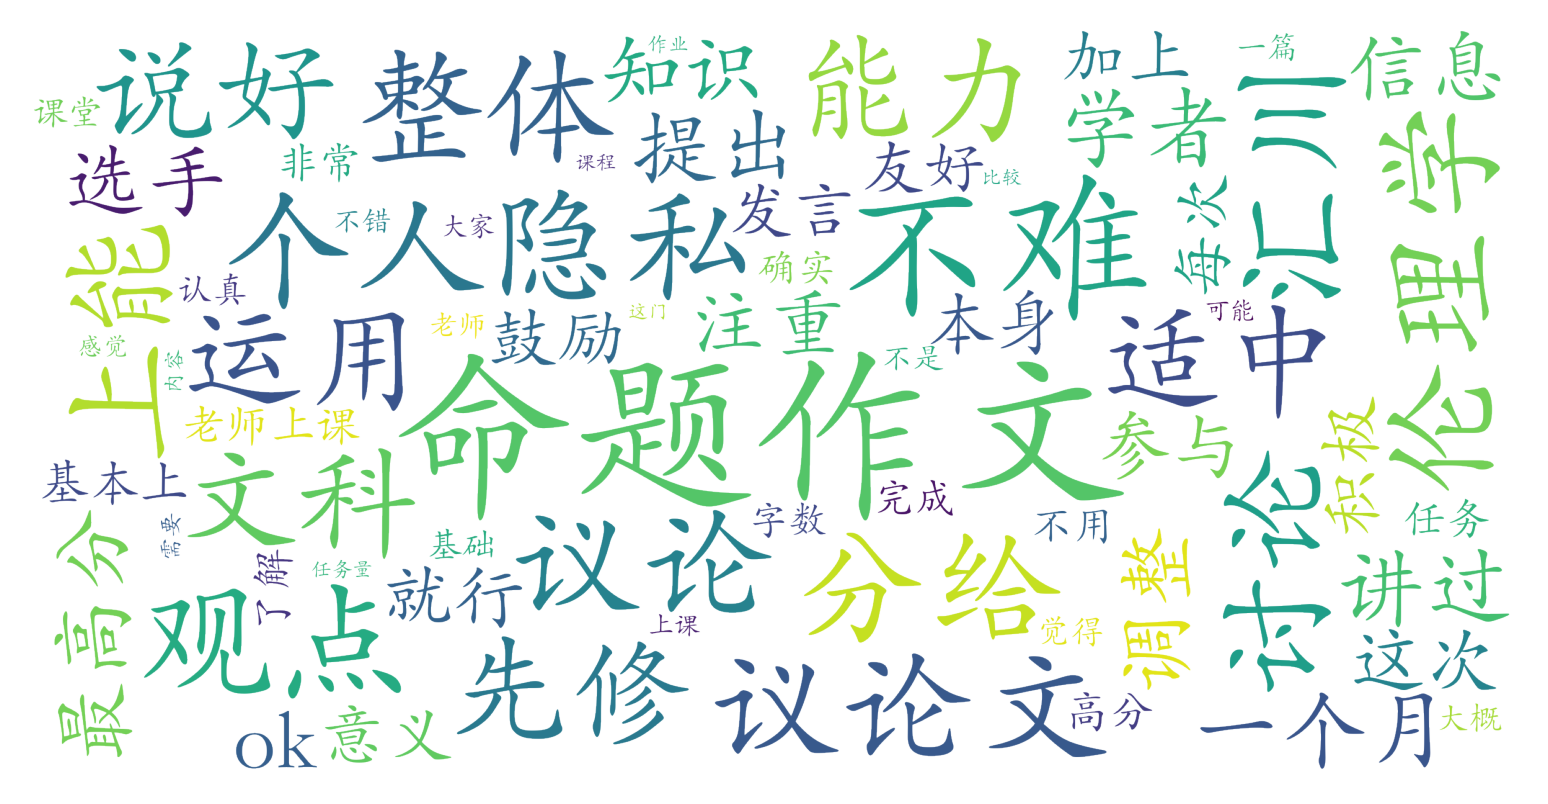 说好
整体
知识
作业
能力
加上
一篇
信息
课堂
学者
汇川
选手
非常
提出
课程
友好
比较
伦理学
个人隐私
不错
大家
发言
不难
每次
上能
认真
确实
运用
老师
鼓励
这门
注重
本身
可能
适中
感觉
内容
不是
命题作文
老师上课
参与
积极
基本上
文科
完成
讨论
最高分
需要
了解
基础
任务量
字数
不用
任务
议论
分给
调整
讲过
观点
就行
上课
觉得
这次
先修
议论文
高分
一个月
大概
ok
意义